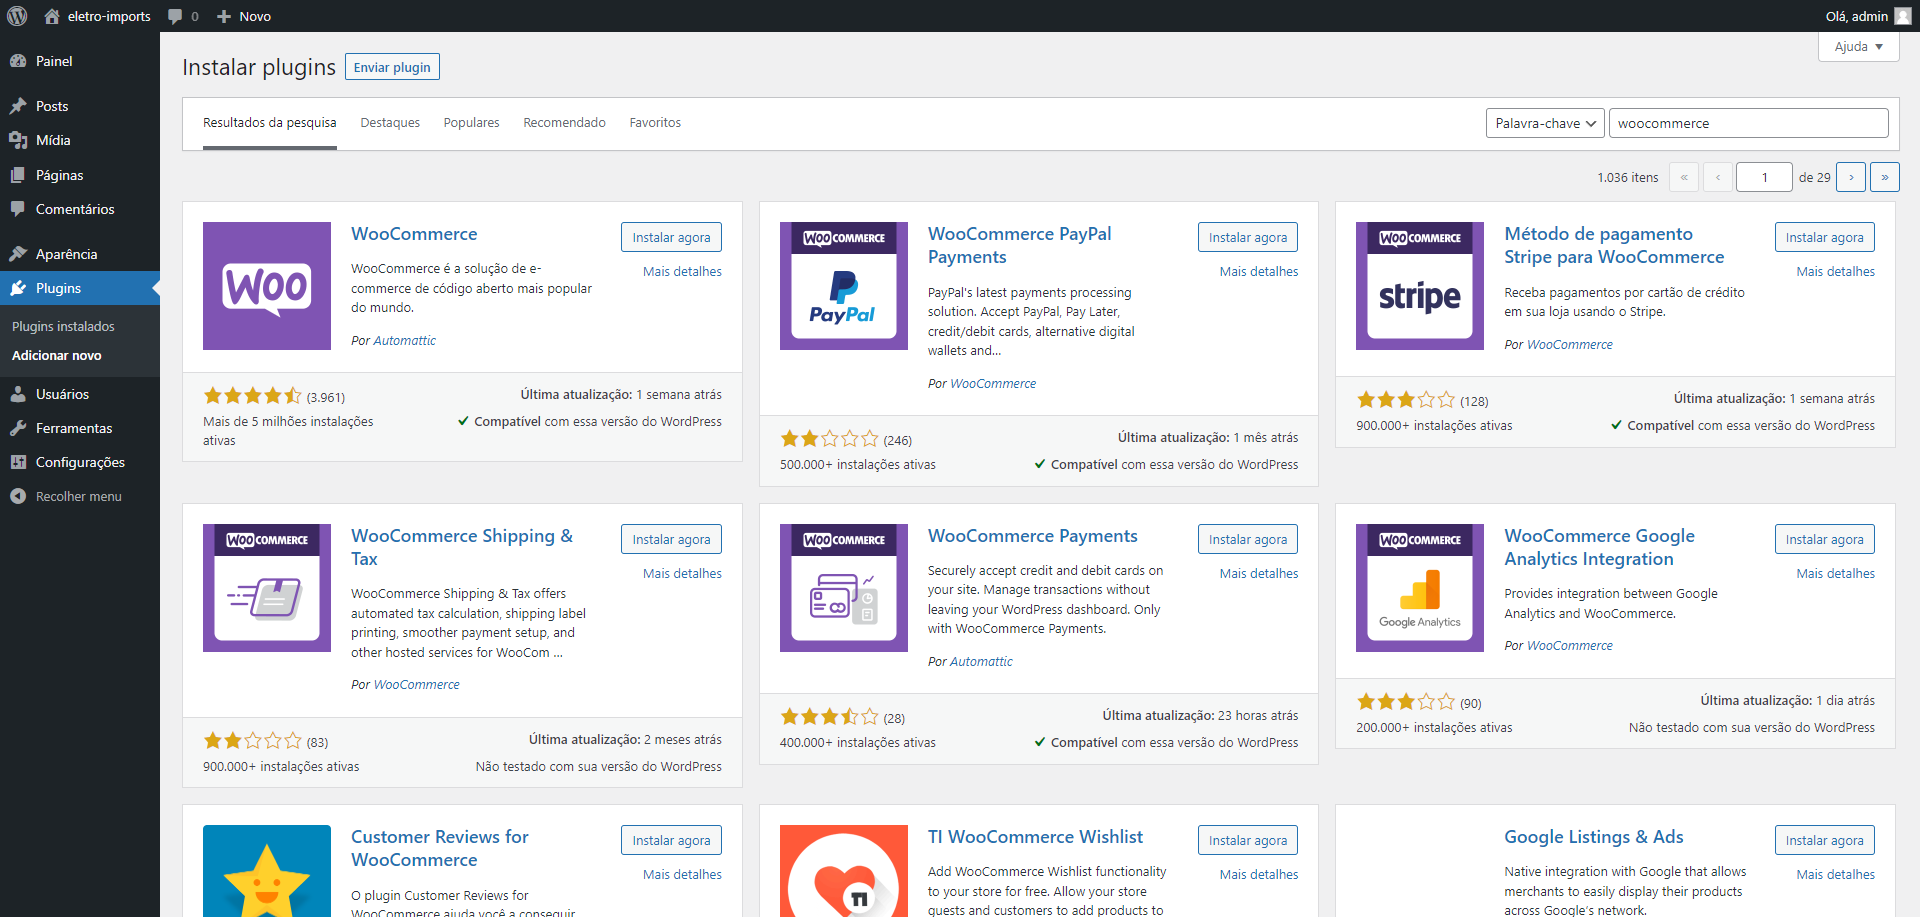 eletro-imports 0 Novo Olá, admin
Ajuda
Painel
Posts
Mídia
Páginas
Comentários
Aparência
Plugins
Plugins instalados
Adicionar novo
Usuários
Ferramentas
Configurações
Recolher menu
Instalar plugins Enviar plugin
Resultados da pesquisa Destaques Populares Recomendado Favoritos Palavra-chave woocommerce
1.036 itens « ‹ 1 de 29 › »
WOO
WooCommerce
Instalar agora
Mais detalhes
WooCommerce é a solução de e-
commerce de código aberto mais popular
do mundo.
Por Automattic
(3.961)
Mais de 5 milhões instalações
ativas
Última atualização: 1 semana atrás
Compatível com essa versão do WordPress
WOO COMMERCE
PayPal
WooCommerce PayPal
Payments
Instalar agora
Mais detalhes
PayPal's latest payments processing
solution. Accept PayPal, Pay Later,
credit/debit cards, alternative digital
wallets and...
Por WooCommerce
(246)
500.000+ instalações ativas
Última atualização: 1 mês atrás
Compatível com essa versão do WordPress
WOO COMMERCE
stripe
Método de pagamento
Stripe para WooCommerce
Instalar agora
Mais detalhes
Receba pagamentos por cartão de crédito
em sua loja usando o Stripe.
Por WooCommerce
(128)
900.000+ instalações ativas
Última atualização: 1 semana atrás
Compatível com essa versão do WordPress
WOO COMMERCE
WooCommerce Shipping &
Tax
Instalar agora
Mais detalhes
WooCommerce Shipping & Tax offers
automated tax calculation, shipping label
printing, smoother payment setup, and
other hosted services for WooCom ...
Por WooCommerce
(83)
900.000+ instalações ativas
Última atualização: 2 meses atrás
Não testado com sua versão do WordPress
WOO COMMERCE
WooCommerce Payments
Instalar agora
Mais detalhes
Securely accept credit and debit cards on
your site. Manage transactions without
leaving your WordPress dashboard. Only
with WooCommerce Payments.
Por Automattic
(28)
400.000+ instalações ativas
Última atualização: 23 horas atrás
Compatível com essa versão do WordPress
WOO COMMERCE
Google Analytics
WooCommerce Google
Analytics Integration
Instalar agora
Mais detalhes
Provides integration between Google
Analytics and WooCommerce.
Por WooCommerce
(90)
200.000+ instalações ativas
Última atualização: 1 dia atrás
Não testado com sua versão do WordPress
Customer Reviews for
WooCommerce
Instalar agora
Mais detalhes
O plugin Customer Reviews for
WooCommerce ajuda você a conseguir
TI
TI WooCommerce Wishlist
Instalar agora
Mais detalhes
Add WooCommerce Wishlist functionality
to your store for free. Allow your store
guests and customers to add products to
Google Listings & Ads
Instalar agora
Mais detalhes
Native integration with Google that allows
merchants to easily display their products
across Google's network.